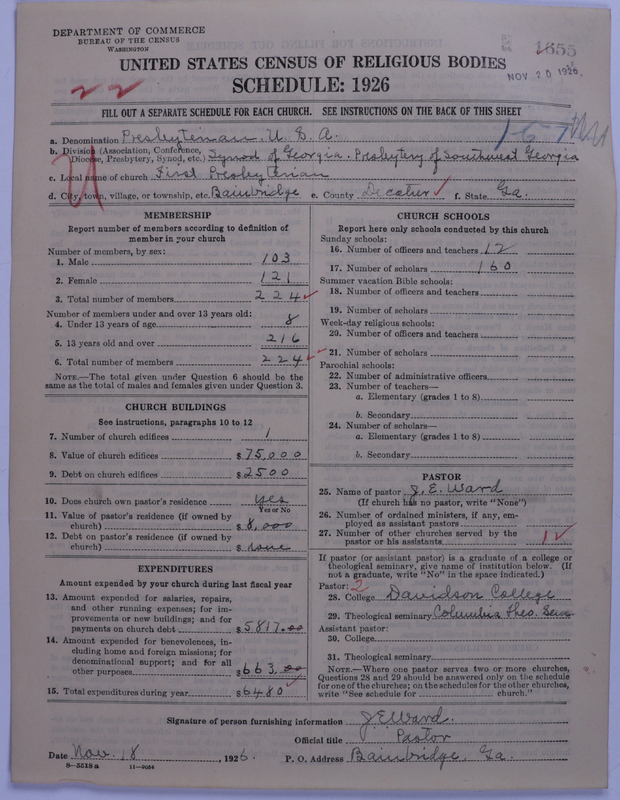 DEPARTMENT OF COMMERCE
BUREAU OF THE CENSUS
WASHINGTON
1655
NOV 20 1926
UNITED STATES CENSUS OF RELIGIOUS BODIES
SCHEDULE: 1926
22
FILL OUT A SEPARATE SCHEDULE FOR EACH CHURCH. SEE INSTRUCTIONS ON THE BACK OF THIS SHEET
a. Denomination Presbyterian, U.S.A.
b. Division (Association, Conference, Diocese, Presbytery, Synod, etc.) Synod of Georgia. Presbytery of Southwest Georgia
c. Local name of church First Presbyterian
d. City, town, village, or township, etc. Bainbridge e. County Decatur f. State Ga.
MEMBERSHIP
Report number of members according to definition of
member in your church
Number of members, by sex:
1. Male 103
2. Female 121
3. Total number of members 224
Number of members under and over 13 years old:
4. Under 13 years of age 8
5. 13 years old and over 216
6. Total number of members 224
NOTE.—The total given under Question 6 should be
same as the total of males and females given under Question 3.
CHURCH BUILDINGS
See instructions, paragraphs 10 to 12
7. Number of church edifices 1
8. Value of church edifices $75,000
9. Debt on church edifices $2500
10. Does church own pastor's residence yes
Yes or No
11. Value of pastor's residence (if owned by
church) $8,000
12. Debt on pastor's residence (if owned by
church) $none
EXPENDITURES
Amount expended by your church during last fiscal year
13. Amount expended for salaries, repairs,
and other running expenses; for im-
provements or new buildings; and for
payments on church debt $5817.00
14. Amount expended for benevolences, in-
cluding home and foreign missions; for
denominational support; and for all
other purposes $663.00
15. Total expenditures during year $6480
CHURCH SCHOOLS
Report here only schools conducted by this church
Sunday schools:
16. Number of officers and teachers 12
17. Number of scholars 160
Summer vacation Bible schools:
18. Number of officers and teachers
19. Number of scholars
Week-day religious schools:
20. Number of officers and teachers
21. Number of scholars
Parochial schools:
22. Number of administrative officers
23. Number of teachers—
a. Elementary (grades 1 to 8)
b. Secondary
24. Number of scholars—
a. Elementary (grades 1 to 8)
b. Secondary
PASTOR
25. Name of pastor J. E. Ward
(If church has no pastor, write "None")
26. Number of ordained ministers, if any, em-
ployed as assistant pastors
27. Number of other churches served by the
pastor or his assistants 1
If pastor (or assistant pastor) is a graduate of a college or
theological seminary, give name of institution below. (If
not a graduate, write "No" in the space indicated.)
Pastor: 2
28. College Davidson College
29. Theological seminary Columbia Theo. Sem
Assistant pastor:
30. College
31. Theological seminary
NOTE.—Where one pastor serves two or more churches,
Questions 28 and 29 should be answered only on the schedule
for one of the churches; on the schedules for the other churches,
write "See schedule for church."
Signature of person furnishing information J.E.Ward.
Official title Pastor
Date Nov. 18, 1926. P. O. Address Bainbridge, Ga.
8—5518 a 11—9054